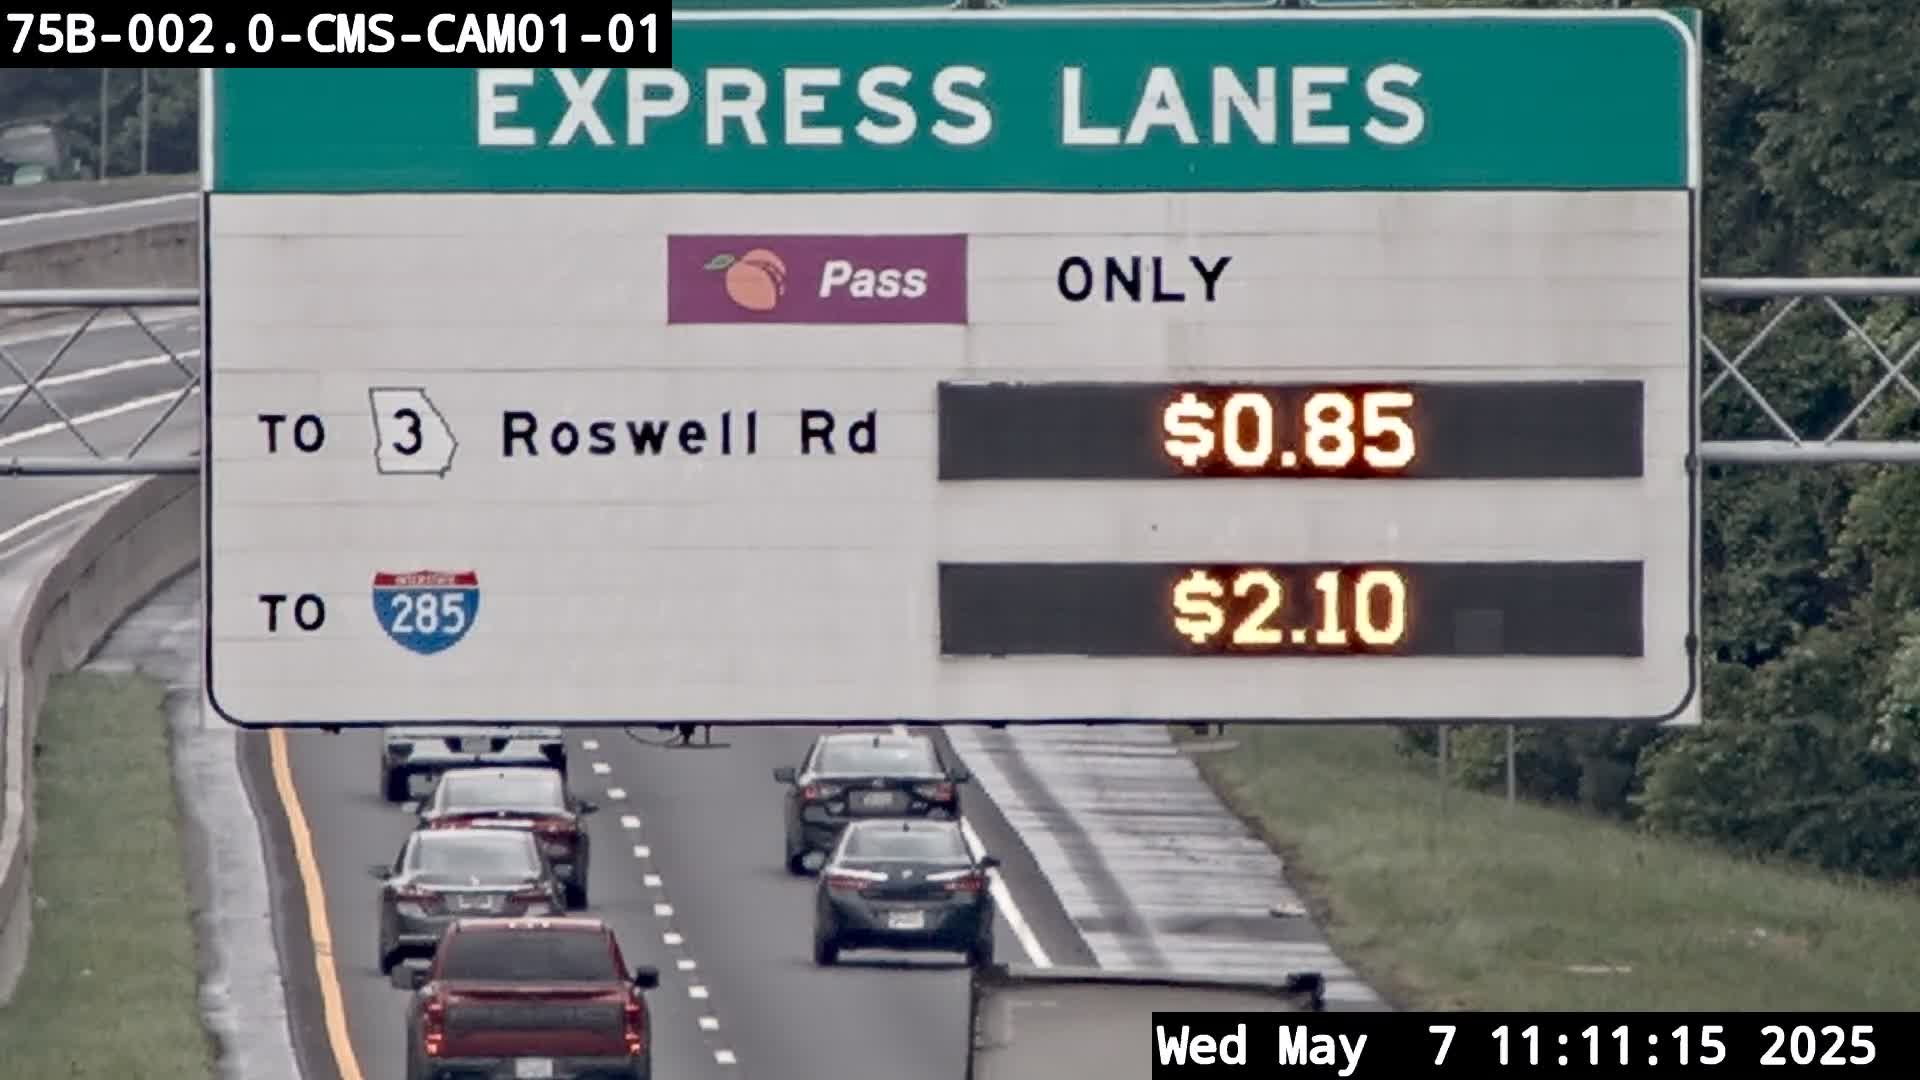 75B-002.0-CMS-CAM01-01
EXPRESS LANES
Pass ONLY
TO 3 Roswell Rd $0.85
INTERSTATE
TO 285 $2.10
Wed May 7 11:11:15 2025